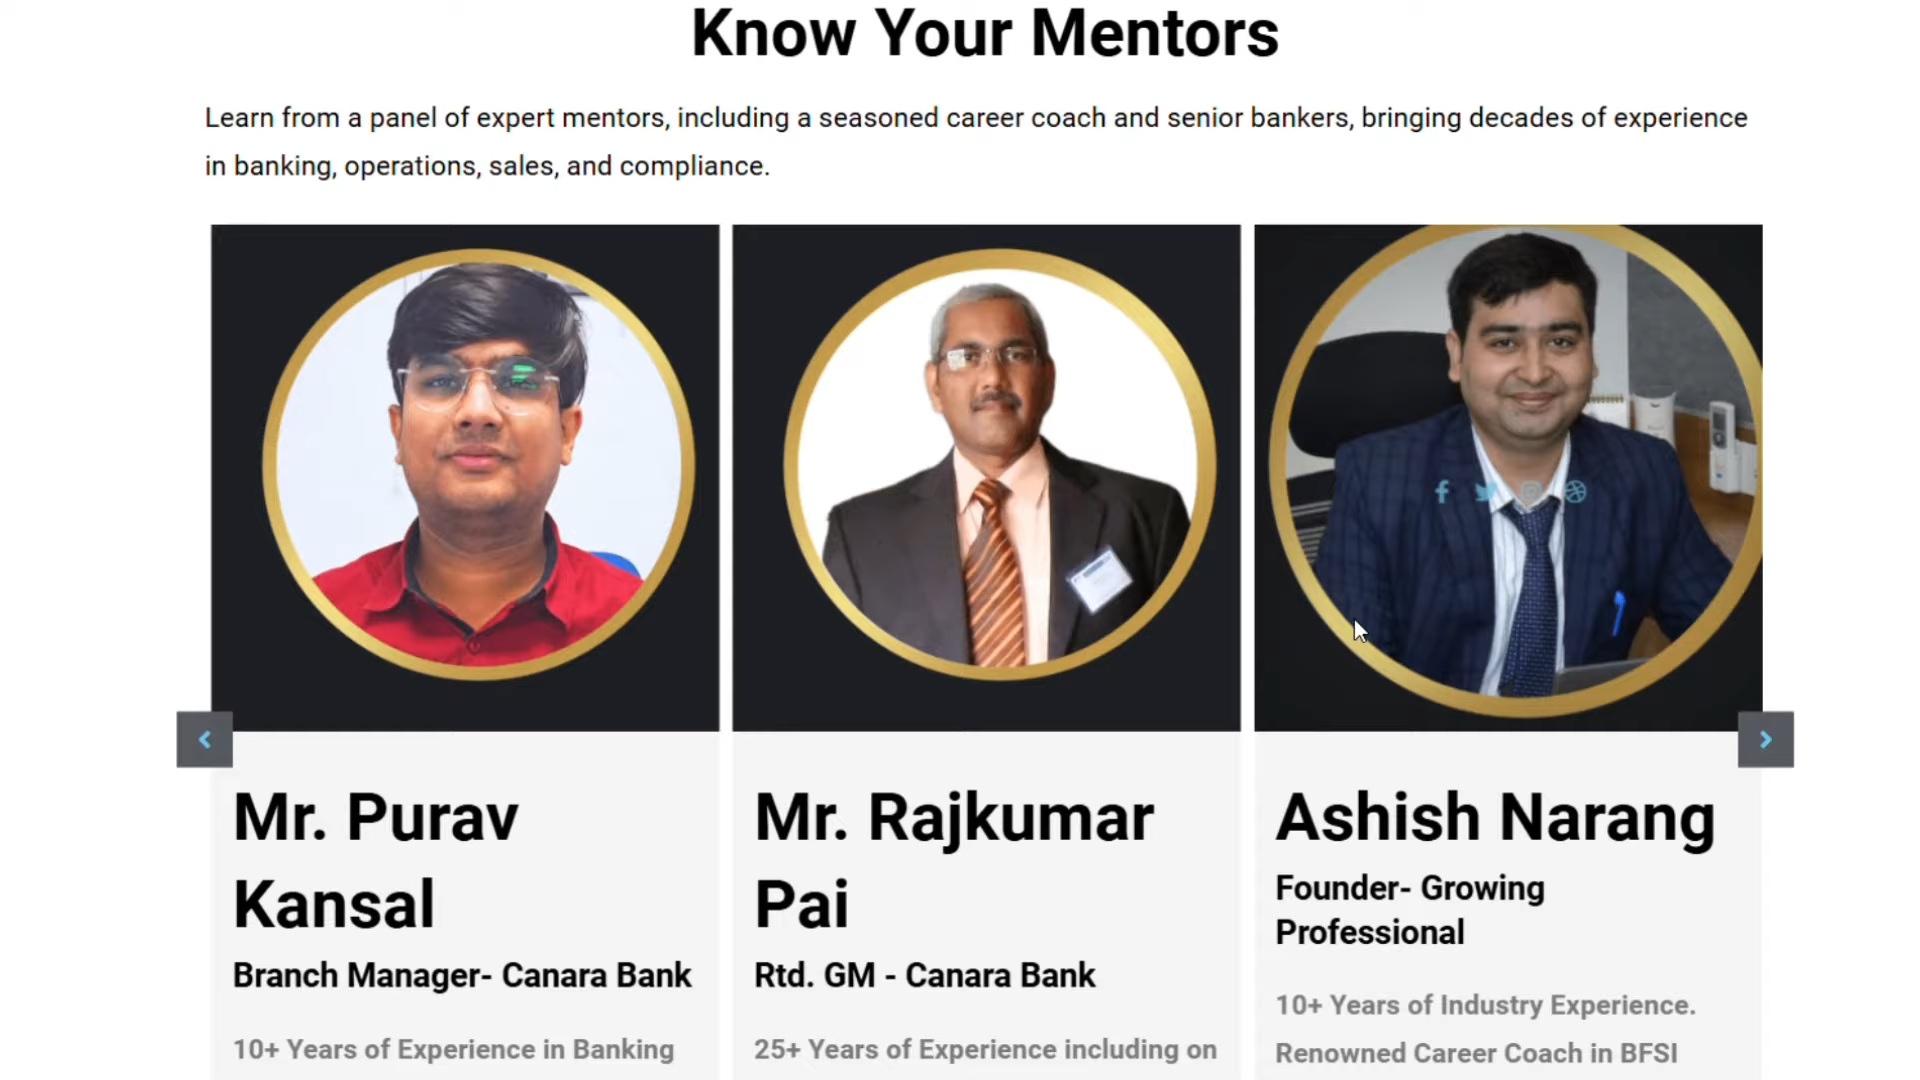 Know Your Mentors
Learn from a panel of expert mentors, including a seasoned career coach and senior bankers, bringing decades of experience
in banking, operations, sales, and compliance.
Mr. Purav
Kansal
Branch Manager- Canara Bank
10+ Years of Experience in Banking
Mr. Rajkumar
Pai
Rtd. GM - Canara Bank
25+ Years of Experience including on
Ashish Narang
Founder- Growing
Professional
10+ Years of Industry Experience.
Renowned Career Coach in BFSI